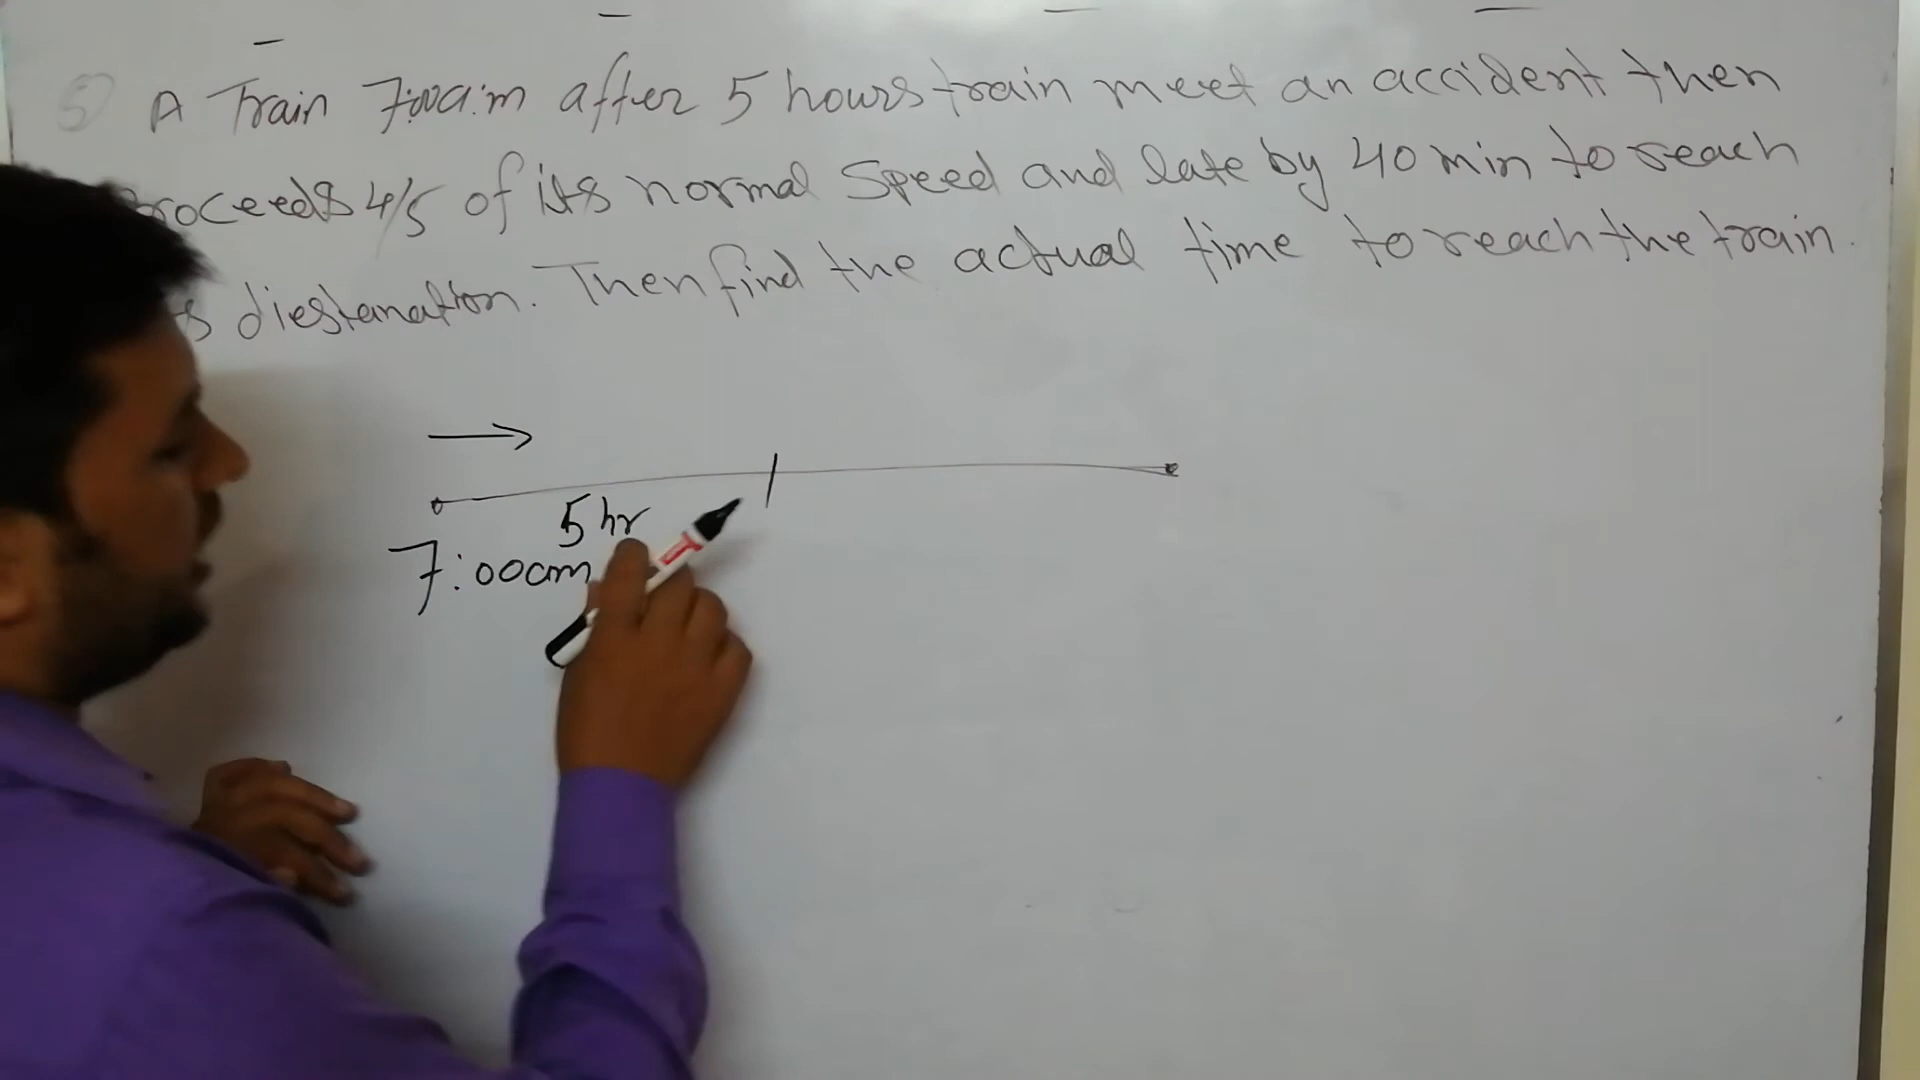 5) A Train 7:00a:m after 5 hours train meet an accident then
proceeds 4/5 of its normal speed and late by 40 min to reach
diestanation. Then find the actual time to reach the train.
5 hr
7:00am